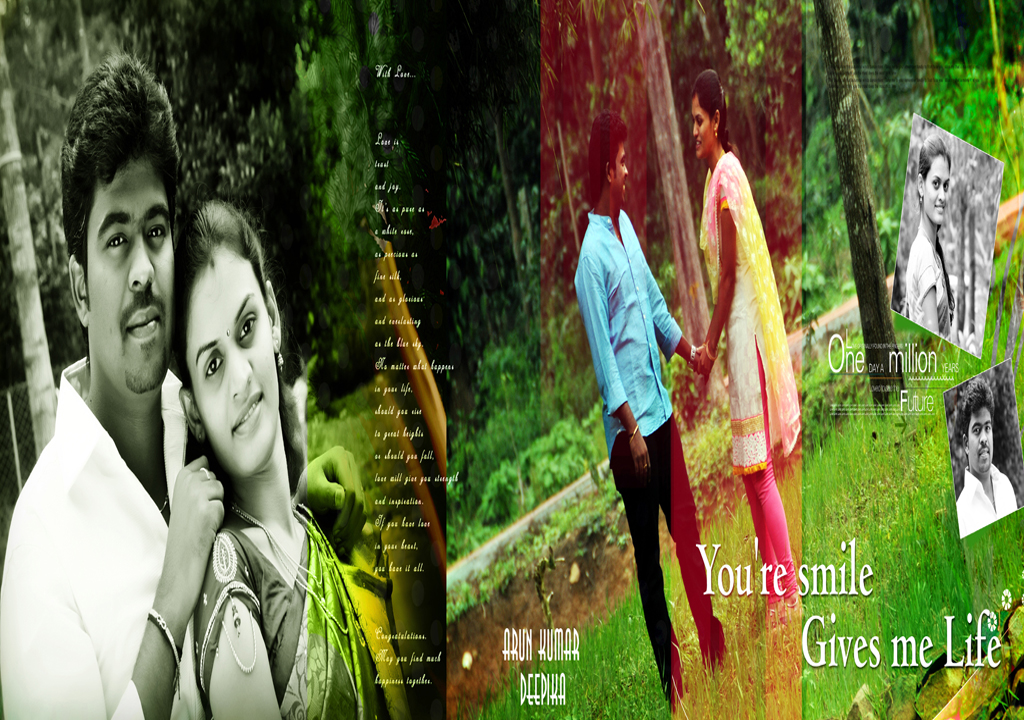 With Love...
Love is
trust
and joy.
It's as pure as
a white rose,
as precious as
fine silk,
and as glorious
and everlasting
as the blue sky.
No matter what happens
in your life,
should you rise
to great heights
or should you fall,
love will give you strength
and inspiration.
If you have love
in your heart,
you have it all.
Congratulations.
May you find much
happiness together.
ARUN KUMAR
DEEPIKA
One DAY A million YEARS
Future
You're smile
Gives me Life